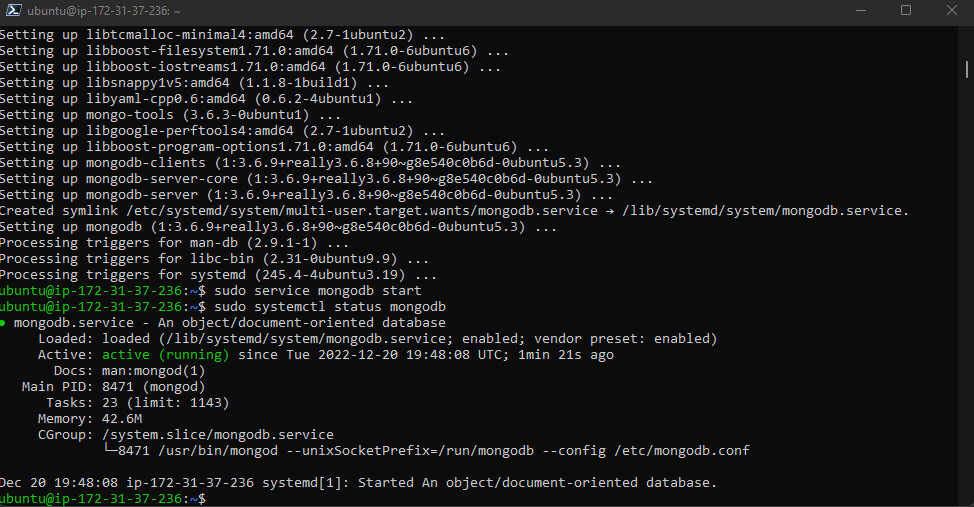 ubuntu@ip-172-31-37-236: ~
Setting up libtcmalloc-minimal4:amd64 (2.7-1ubuntu2) ...
Setting up libboost-filesystem1.71.0:amd64 (1.71.0-6ubuntu6) ...
Setting up libboost-iostreams1.71.0:amd64 (1.71.0-6ubuntu6) ...
Setting up libsnappy1v5:amd64 (1.1.8-1build1) ...
Setting up libyaml-cpp0.6:amd64 (0.6.2-4ubuntu1) ...
Setting up mongo-tools (3.6.3-0ubuntu1) ...
Setting up libgoogle-perftools4:amd64 (2.7-1ubuntu2) ...
Setting up libboost-program-options1.71.0:amd64 (1.71.0-6ubuntu6) ...
Setting up mongodb-clients (1:3.6.9+really3.6.8+90~g8e540c0b6d-0ubuntu5.3) ...
Setting up mongodb-server-core (1:3.6.9+really3.6.8+90~g8e540c0b6d-0ubuntu5.3) ...
Setting up mongodb-server (1:3.6.9+really3.6.8+90~g8e540c0b6d-0ubuntu5.3) ...
Created symlink /etc/systemd/system/multi-user.target.wants/mongodb.service → /lib/systemd/system/mongodb.service.
Setting up mongodb (1:3.6.9+really3.6.8+90~g8e540c0b6d-0ubuntu5.3) ...
Processing triggers for man-db (2.9.1-1) ...
Processing triggers for libc-bin (2.31-0ubuntu9.9) ...
Processing triggers for systemd (245.4-4ubuntu3.19) ...
ubuntu@ip-172-31-37-236:~$ sudo service mongodb start
ubuntu@ip-172-31-37-236:~$ sudo systemctl status mongodb
● mongodb.service - An object/document-oriented database
Loaded: loaded (/lib/systemd/system/mongodb.service; enabled; vendor preset: enabled)
Active: active (running) since Tue 2022-12-20 19:48:08 UTC; 1min 21s ago
Docs: man:mongod(1)
Main PID: 8471 (mongod)
Tasks: 23 (limit: 1143)
Memory: 42.6M
CGroup: /system.slice/mongodb.service
└─8471 /usr/bin/mongod --unixSocketPrefix=/run/mongodb --config /etc/mongodb.conf
Dec 20 19:48:08 ip-172-31-37-236 systemd[1]: Started An object/document-oriented database.
ubuntu@ip-172-31-37-236:~$